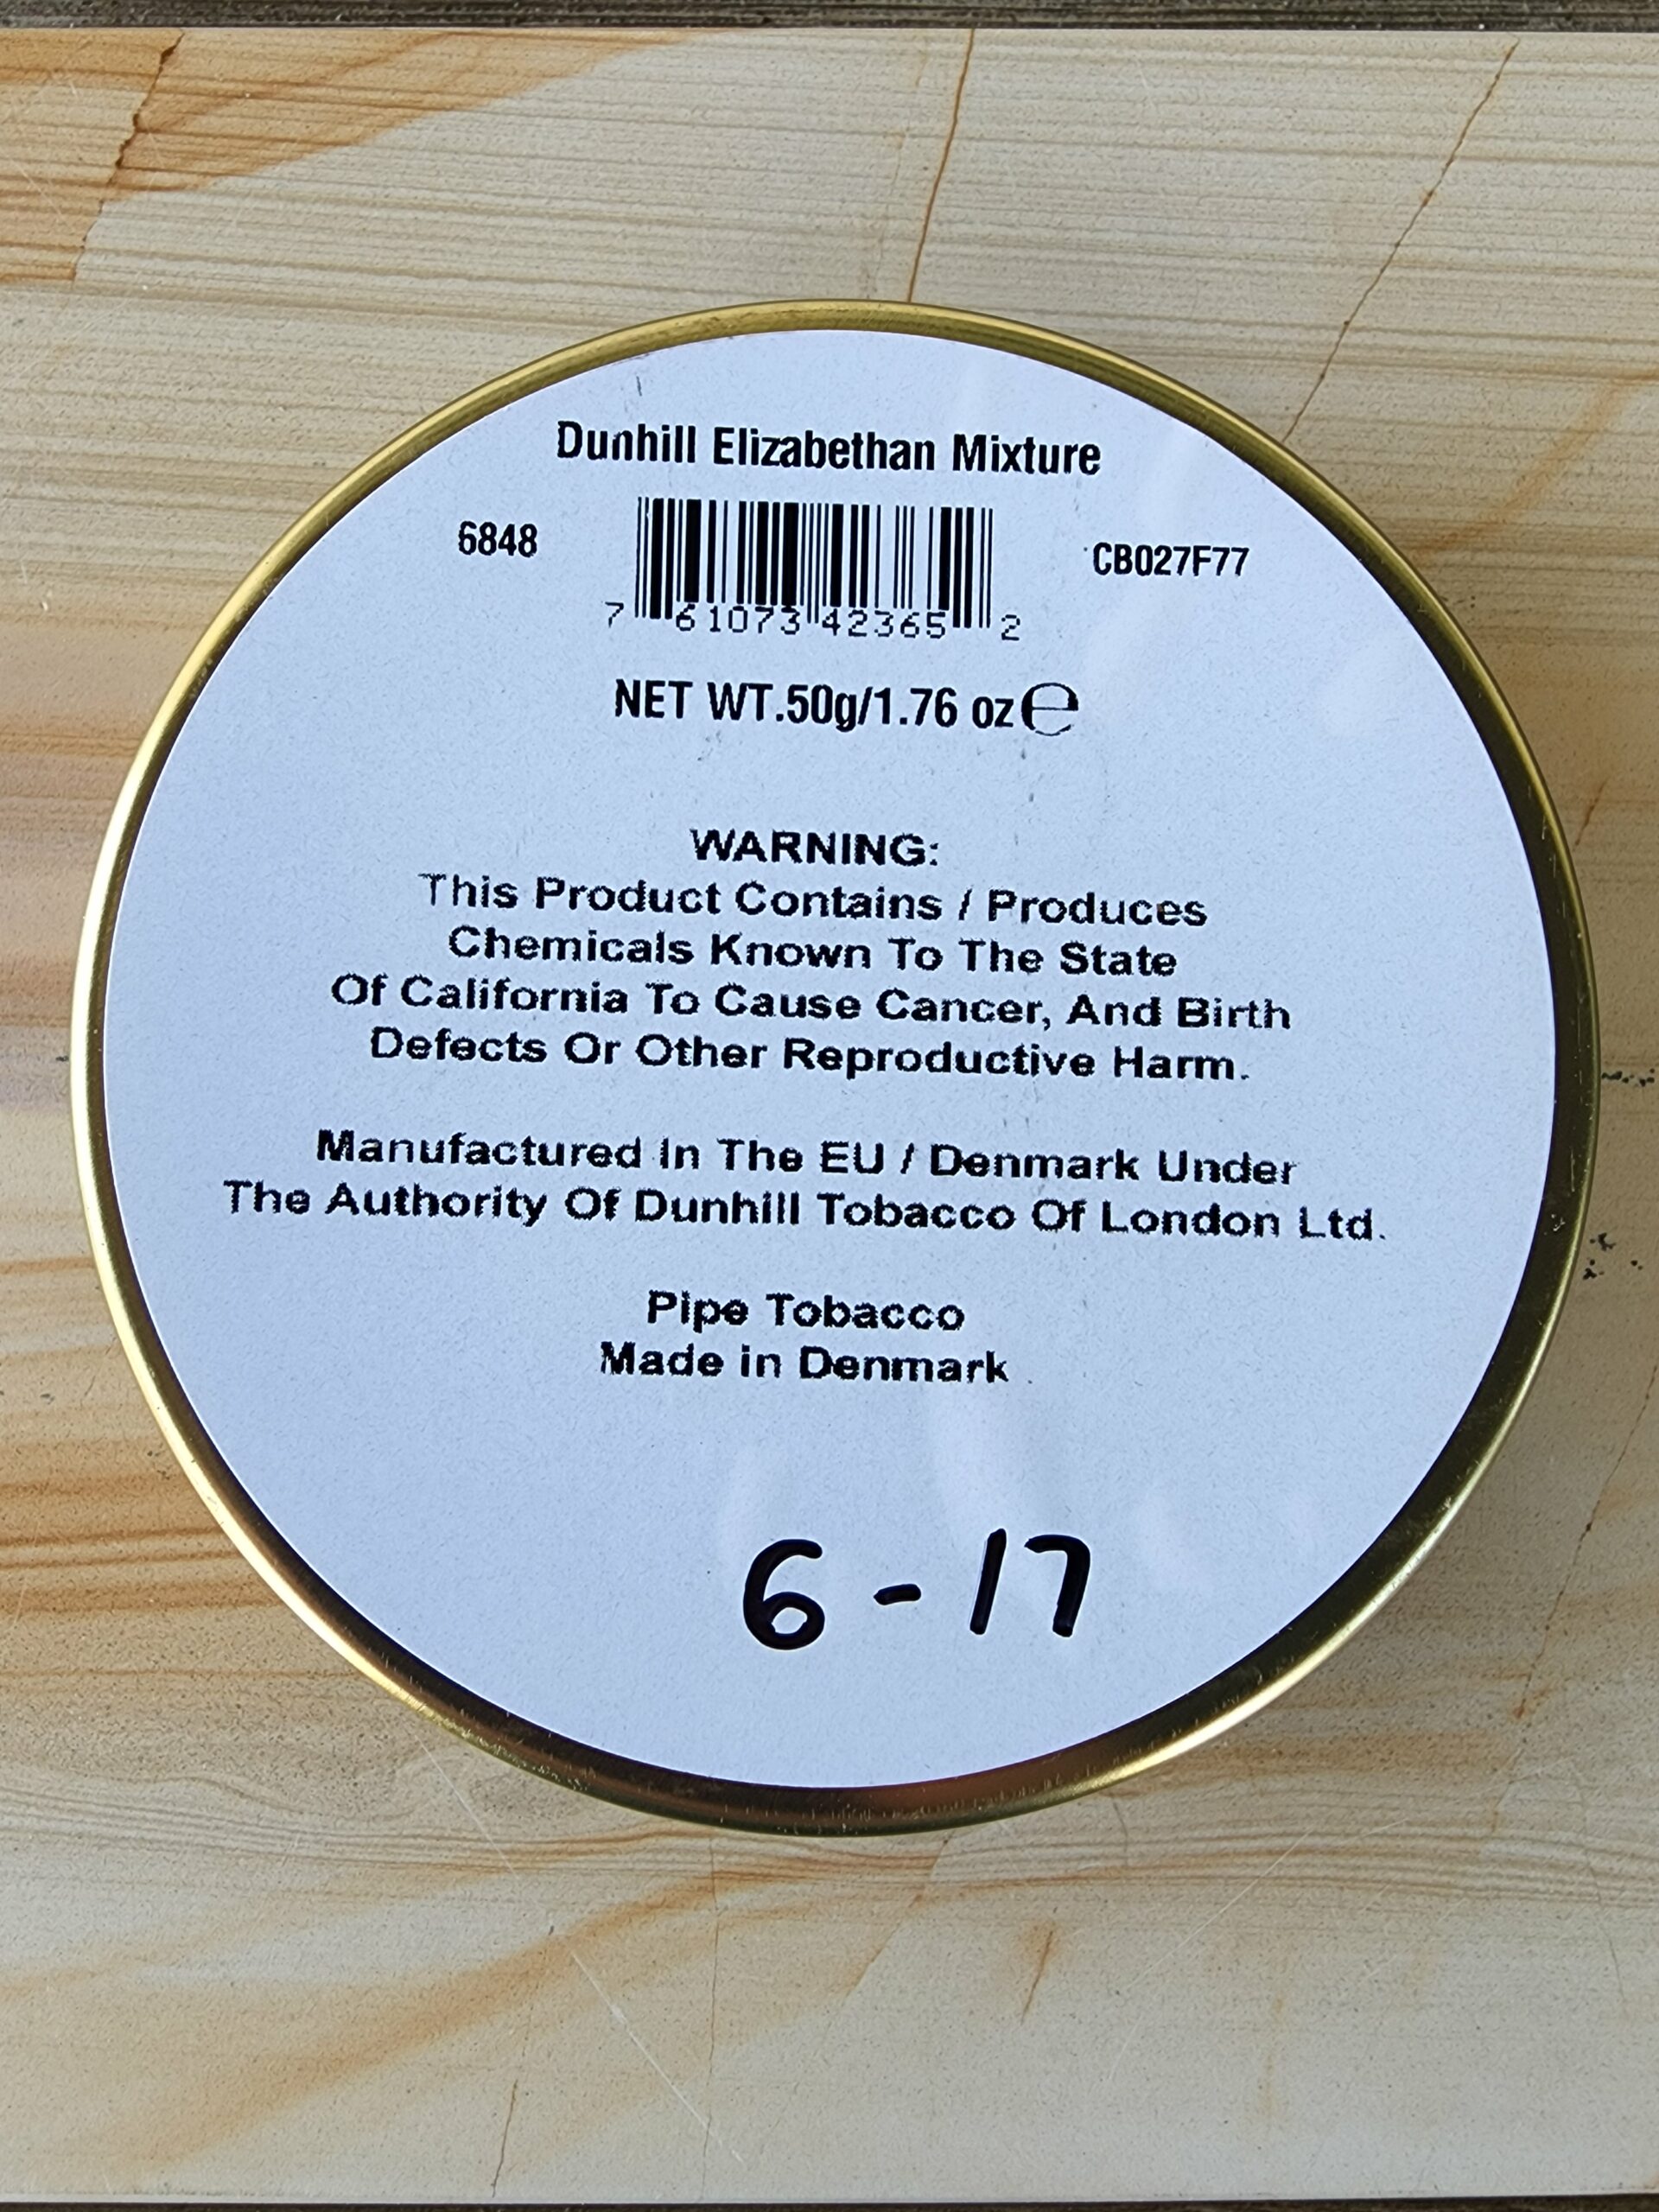 Dunhill Elizabethan Mixture
6848
CB027F77
7 61073 42365 2
NET WT.50g/1.76 oz ℮
WARNING:
This Product Contains / Produces
Chemicals Known To The State
Of California To Cause Cancer, And Birth
Defects Or Other Reproductive Harm.
Manufactured In The EU / Denmark Under
The Authority Of Dunhill Tobacco Of London Ltd.
Pipe Tobacco
Made in Denmark
6-17